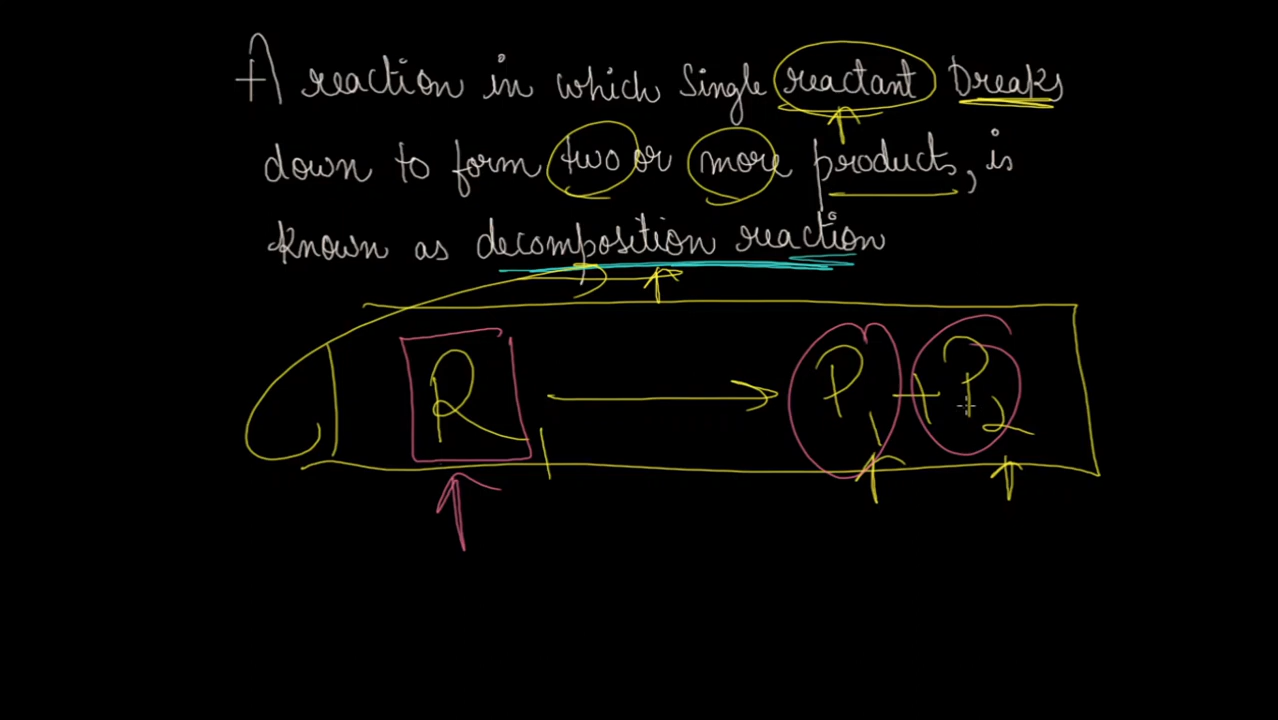 A reaction in which Single reactant Breaks
down to form two or more products, is
known as decomposition reaction
R₁ → P₁ + P₂